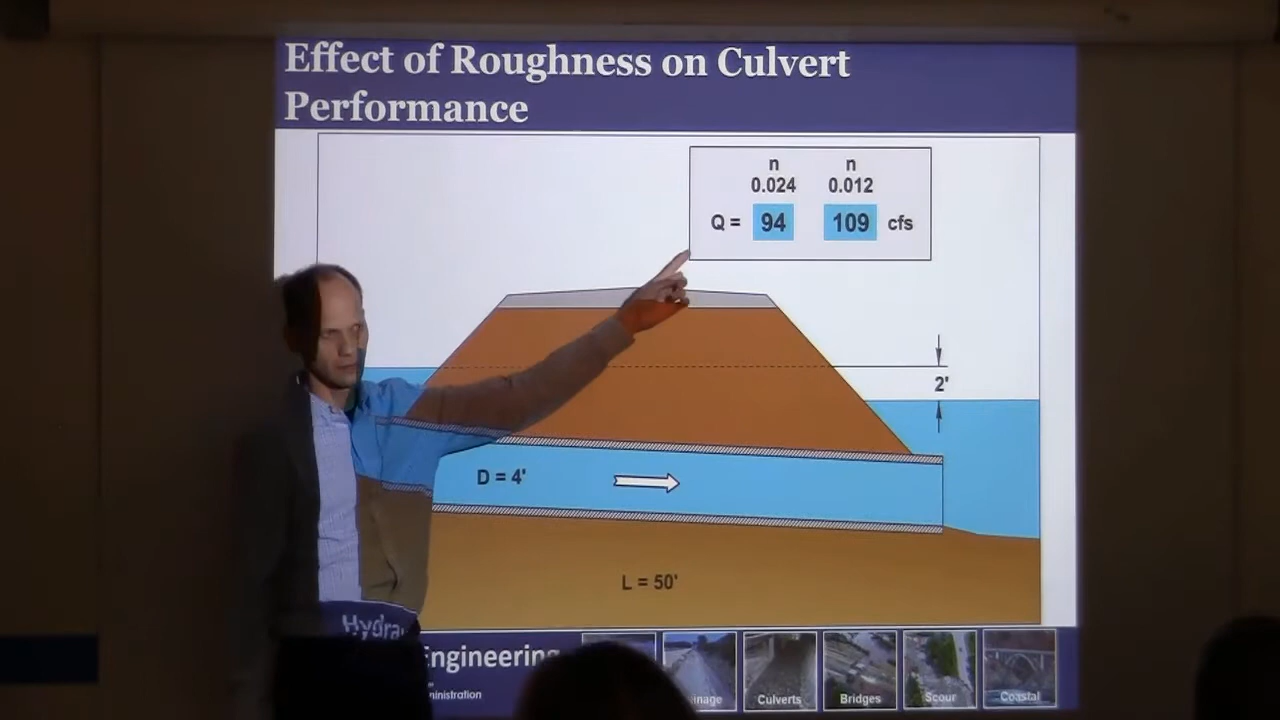 Effect of Roughness on Culvert
Performance
n n
0.024 0.012
Q = 94 109 cfs
2'
D = 4'
L = 50'
Engineering
Culverts Bridges Scour Coastal